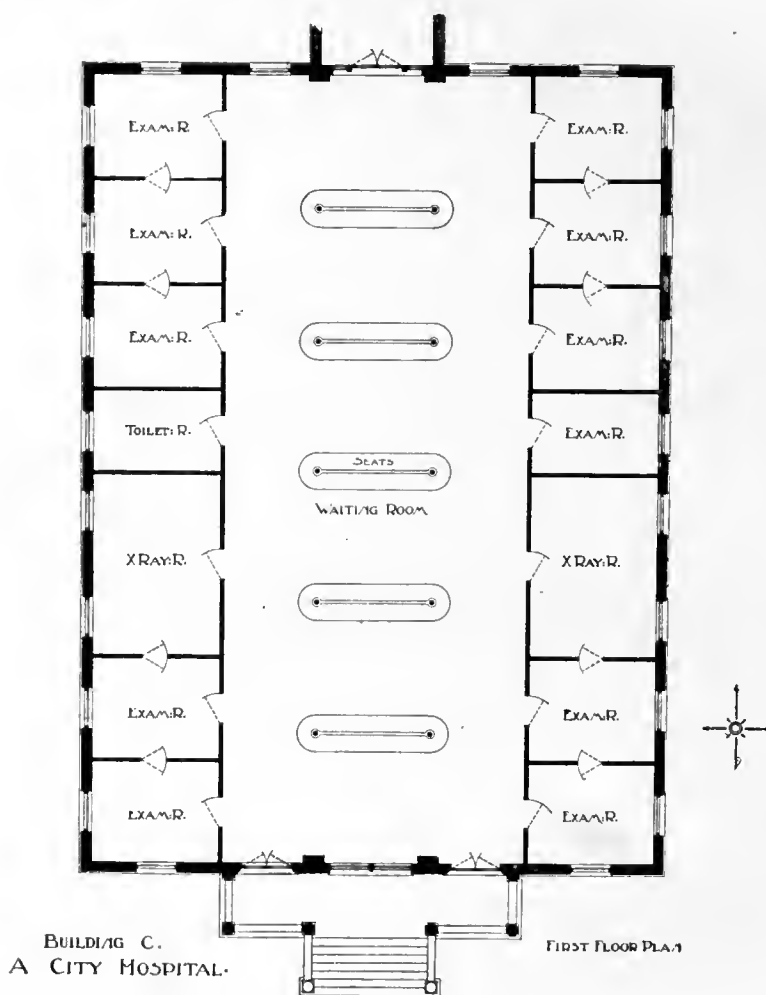 EXAM: R.
EXAM: R.
EXAM: R.
EXAM: R.
EXAM: R.
EXAM: R.
TOILET: R.
EXAM: R.
SEATS
WAITING ROOM
X RAY: R.
X RAY: R.
EXAM: R.
EXAM: R.
EXAM: R.
EXAM: R.
BUILDING C.
A CITY HOSPITAL.
FIRST FLOOR PLAN